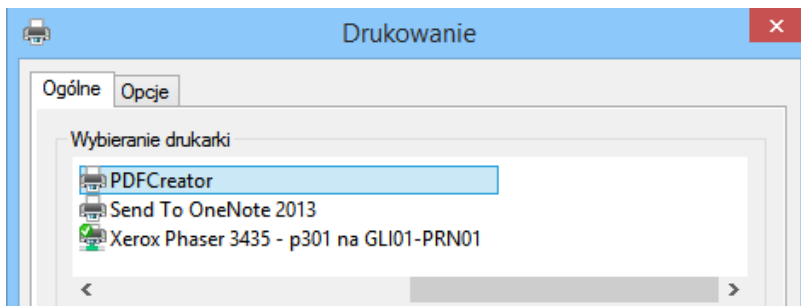 Drukowanie
Ogólne Opcje
Wybieranie drukarki
PDFCreator
Send To OneNote 2013
Xerox Phaser 3435 - p301 na GLI01-PRN01